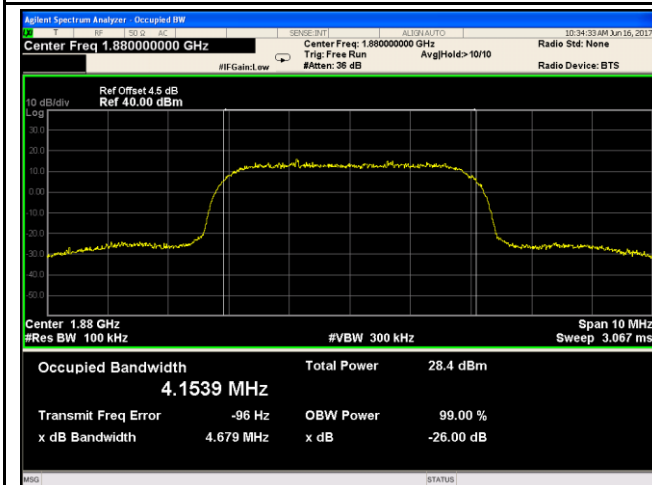 Agilent Spectrum Analyzer - Occupied BW
T RF 50 Ω AC SENSE:INT ALIGN AUTO 10:34:33 AM Jun 16, 2017
Center Freq 1.880000000 GHz
Center Freq: 1.880000000 GHz
Radio Std: None
Trig: Free Run Avg|Hold:> 10/10
#IFGain:Low #Atten: 36 dB Radio Device: BTS
Ref Offset 4.5 dB
10 dB/div Ref 40.00 dBm
Log
30.0
20.0
10.0
0.00
-10.0
-20.0
-30.0
-40.0
-50.0
Center 1.88 GHz Span 10 MHz
#Res BW 100 kHz #VBW 300 kHz Sweep 3.067 ms
Occupied Bandwidth Total Power 28.4 dBm
4.1539 MHz
Transmit Freq Error -96 Hz OBW Power 99.00 %
x dB Bandwidth 4.679 MHz x dB -26.00 dB
MSG STATUS